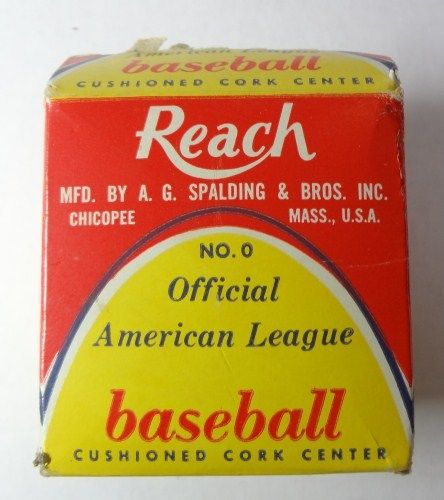 American League
baseball
CUSHIONED CORK CENTER
Reach
MFD. BY A. G. SPALDING & BROS. INC.
CHICOPEE MASS., U.S.A.
NO. 0
Official
American League
baseball
CUSHIONED CORK CENTER